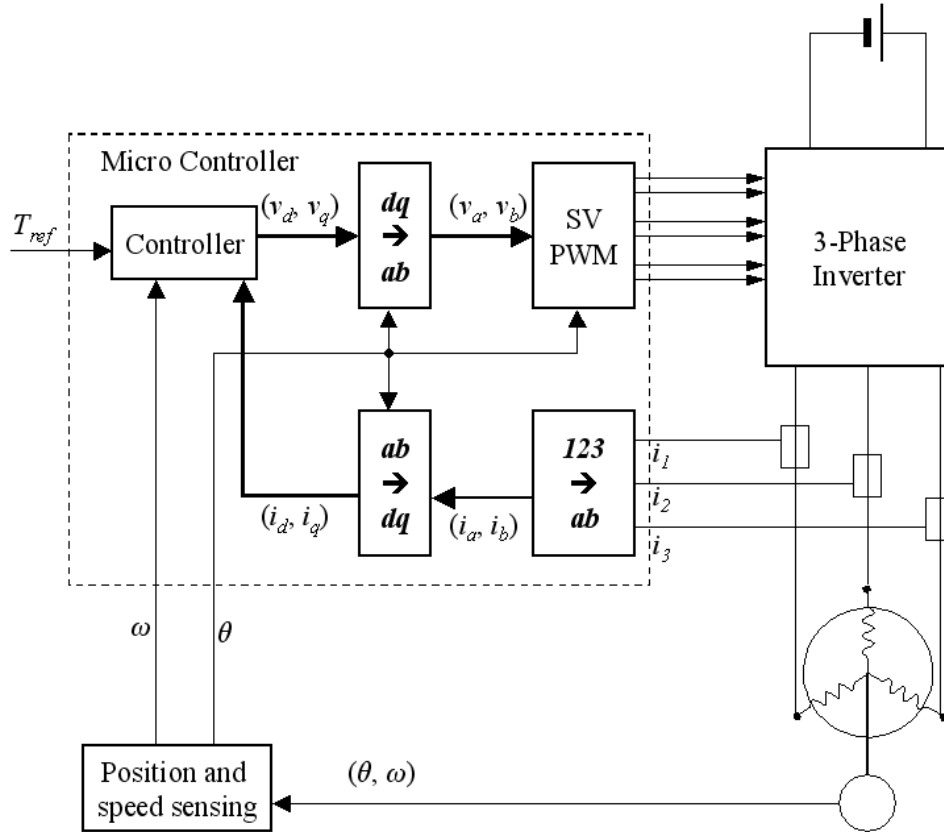 Micro Controller
T_ref
Controller
(v_d, v_q)
dq
➔
ab
(v_a, v_b)
SV
PWM
3-Phase
Inverter
ab
➔
dq
123
➔
ab
i_1
i_2
i_3
(i_d, i_q)
(i_a, i_b)
ω
θ
Position and
speed sensing
(θ, ω)